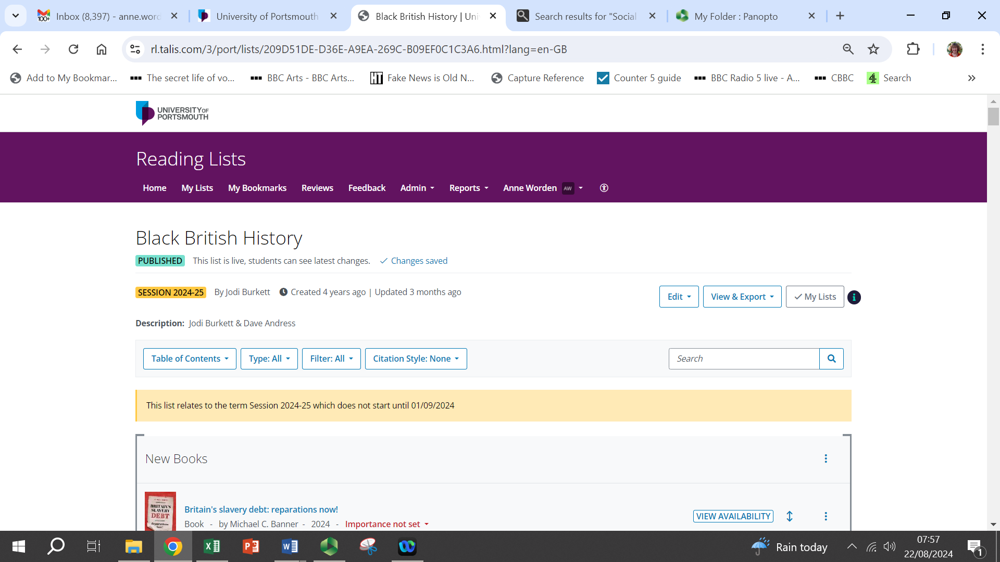 Inbox (8,397) - anne.word
University of Portsmouth
Black British History | Uni
Search results for "Social
My Folder : Panopto
rl.talis.com/3/port/lists/209D51DE-D36E-A9EA-269C-B09EF0C1C3A6.html?lang=en-GB
Add to My Bookmar...
The secret life of vo...
BBC Arts - BBC Arts...
Fake News is Old N...
Capture Reference
Counter 5 guide
BBC Radio 5 live - A...
CBBC
Search
UNIVERSITY OF
PORTSMOUTH
Reading Lists
Home My Lists My Bookmarks Reviews Feedback Admin Reports Anne Worden AW
Black British History
PUBLISHED This list is live, students can see latest changes. Changes saved
SESSION 2024-25 By Jodi Burkett Created 4 years ago | Updated 3 months ago
Edit View & Export My Lists
Description: Jodi Burkett & Dave Andress
Table of Contents Type: All Filter: All Citation Style: None Search
This list relates to the term Session 2024-25 which does not start until 01/09/2024
New Books
BRITAIN'S
SLAVERY
DEBT
Reparations
Now!
Britain's slavery debt: reparations now!
Book - by Michael C. Banner - 2024 - Importance not set
VIEW AVAILABILITY
Rain today
07:57
22/08/2024
1